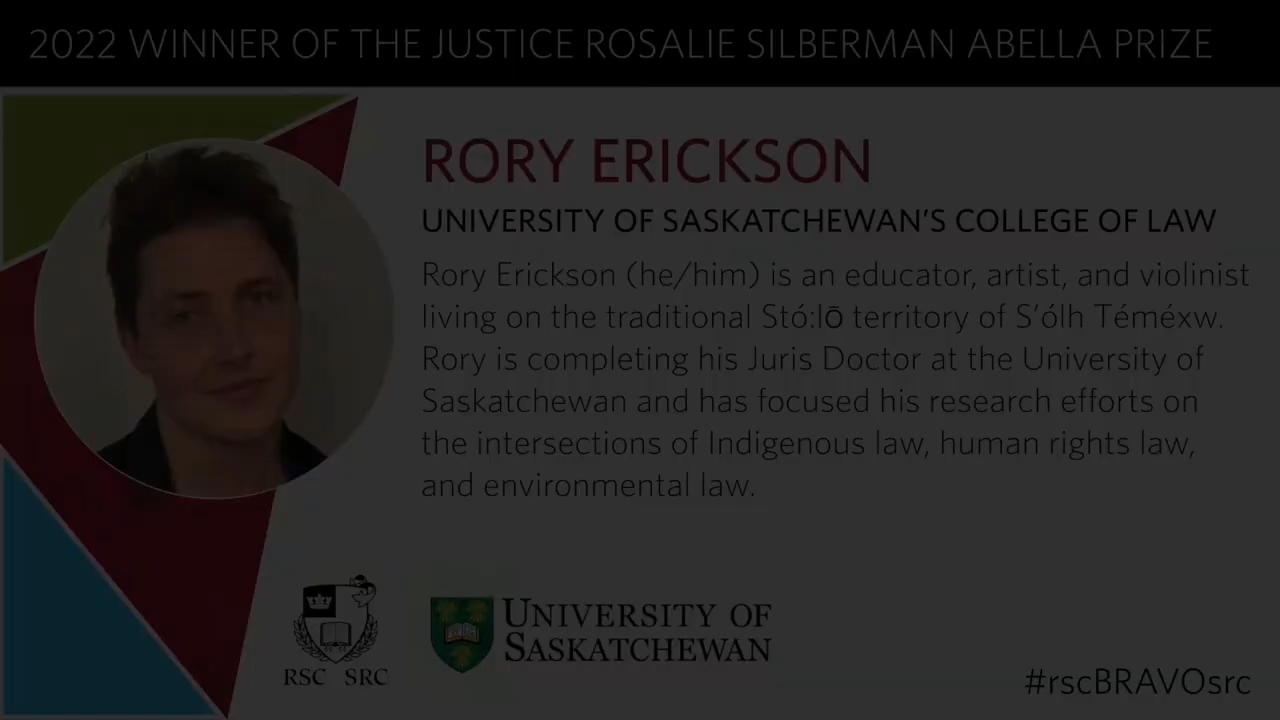 2022 WINNER OF THE JUSTICE ROSALIE SILBERMAN ABELLA PRIZE
RORY ERICKSON
UNIVERSITY OF SASKATCHEWAN'S COLLEGE OF LAW
Rory Erickson (he/him) is an educator, artist, and violinist
living on the traditional Stó:lō territory of S'ólh Téméxw.
Rory is completing his Juris Doctor at the University of
Saskatchewan and has focused his research efforts on
the intersections of Indigenous law, human rights law,
and environmental law.
RSC SRC
UNIVERSITY OF
SASKATCHEWAN
#rscBRAVOsrc